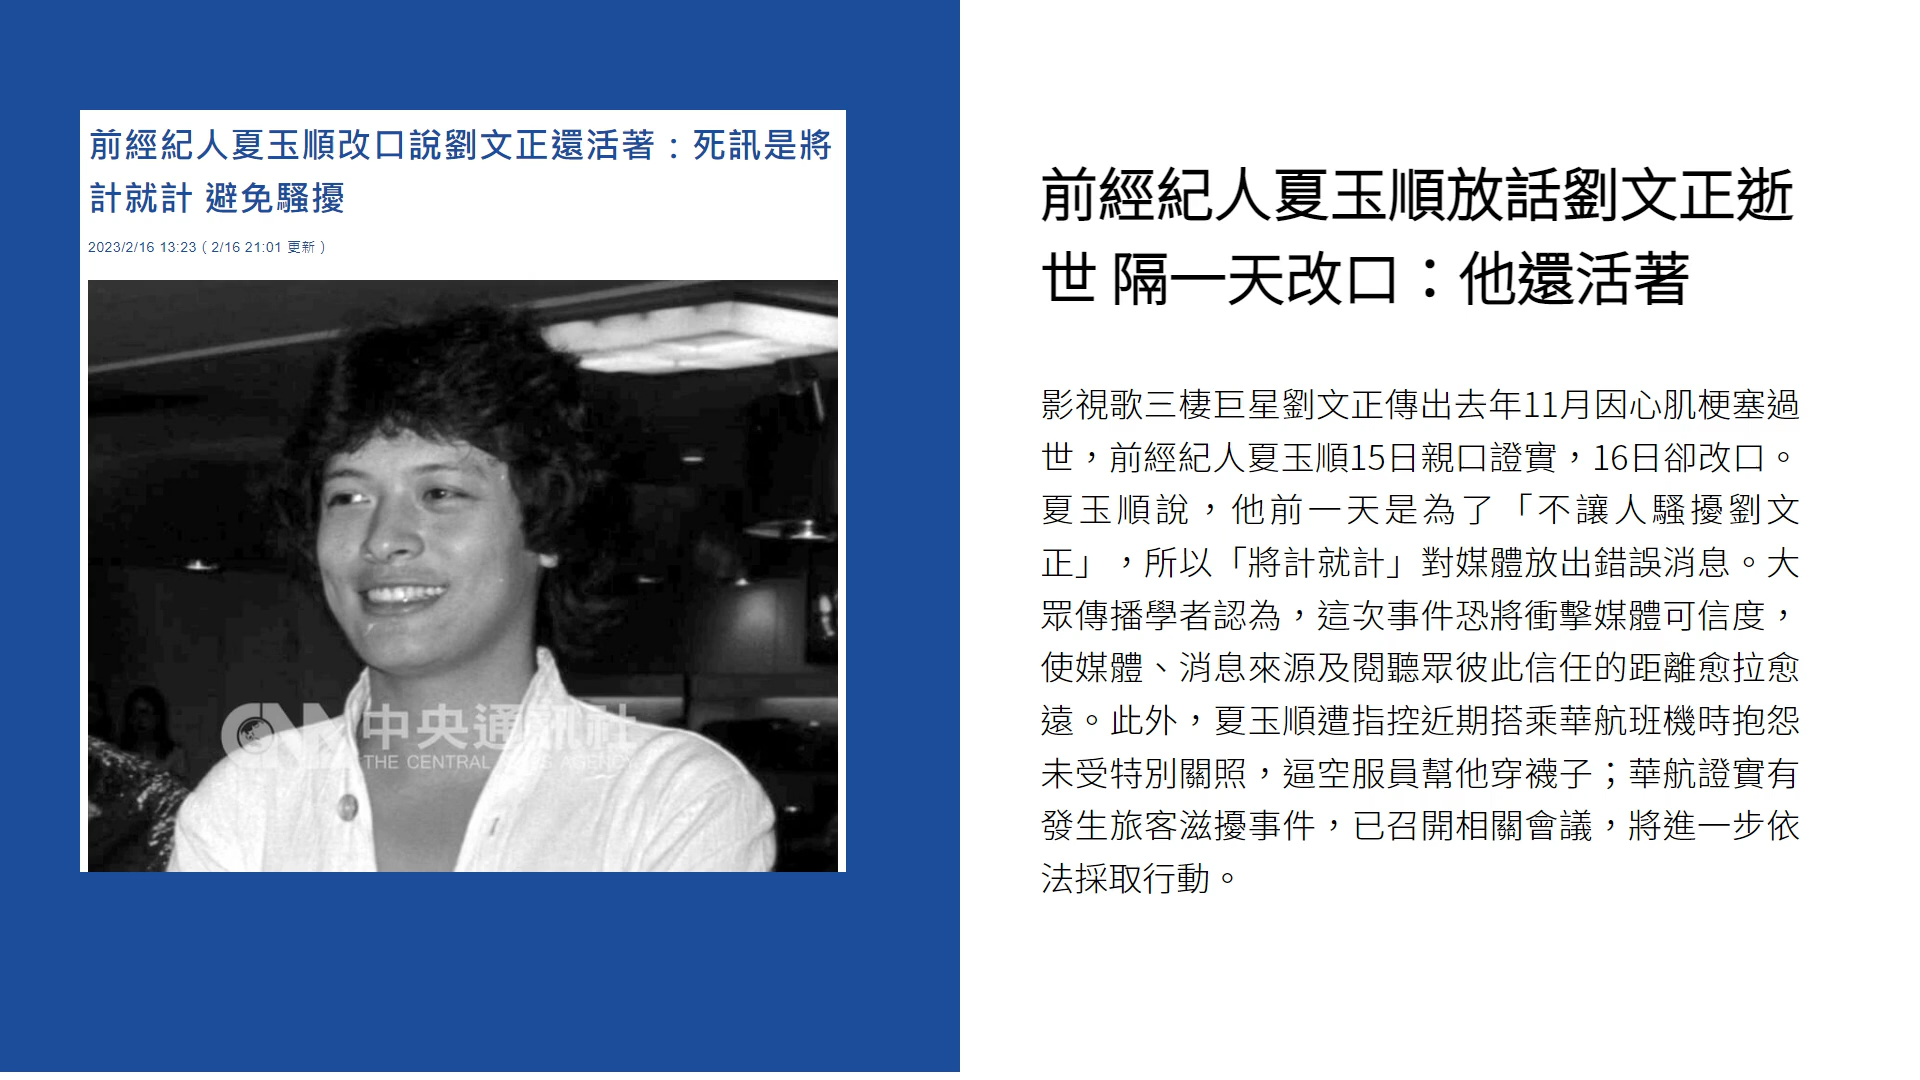 前經紀人夏玉順改口說劉文正還活著：死訊是將
計就計 避免騷擾
2023/2/16 13:23（2/16 21:01 更新）
CNA 中央通訊社
THE CENTRAL NEWS AGENCY
前經紀人夏玉順放話劉文正逝
世 隔一天改口：他還活著
影視歌三棲巨星劉文正傳出去年11月因心肌梗塞過
世，前經紀人夏玉順15日親口證實，16日卻改口。
夏玉順說，他前一天是為了「不讓人騷擾劉文
正」，所以「將計就計」對媒體放出錯誤消息。大
眾傳播學者認為，這次事件恐將衝擊媒體可信度，
使媒體、消息來源及閱聽眾彼此信任的距離愈拉愈
遠。此外，夏玉順遭指控近期搭乘華航班機時抱怨
未受特別關照，逼空服員幫他穿襪子；華航證實有
發生旅客滋擾事件，已召開相關會議，將進一步依
法採取行動。